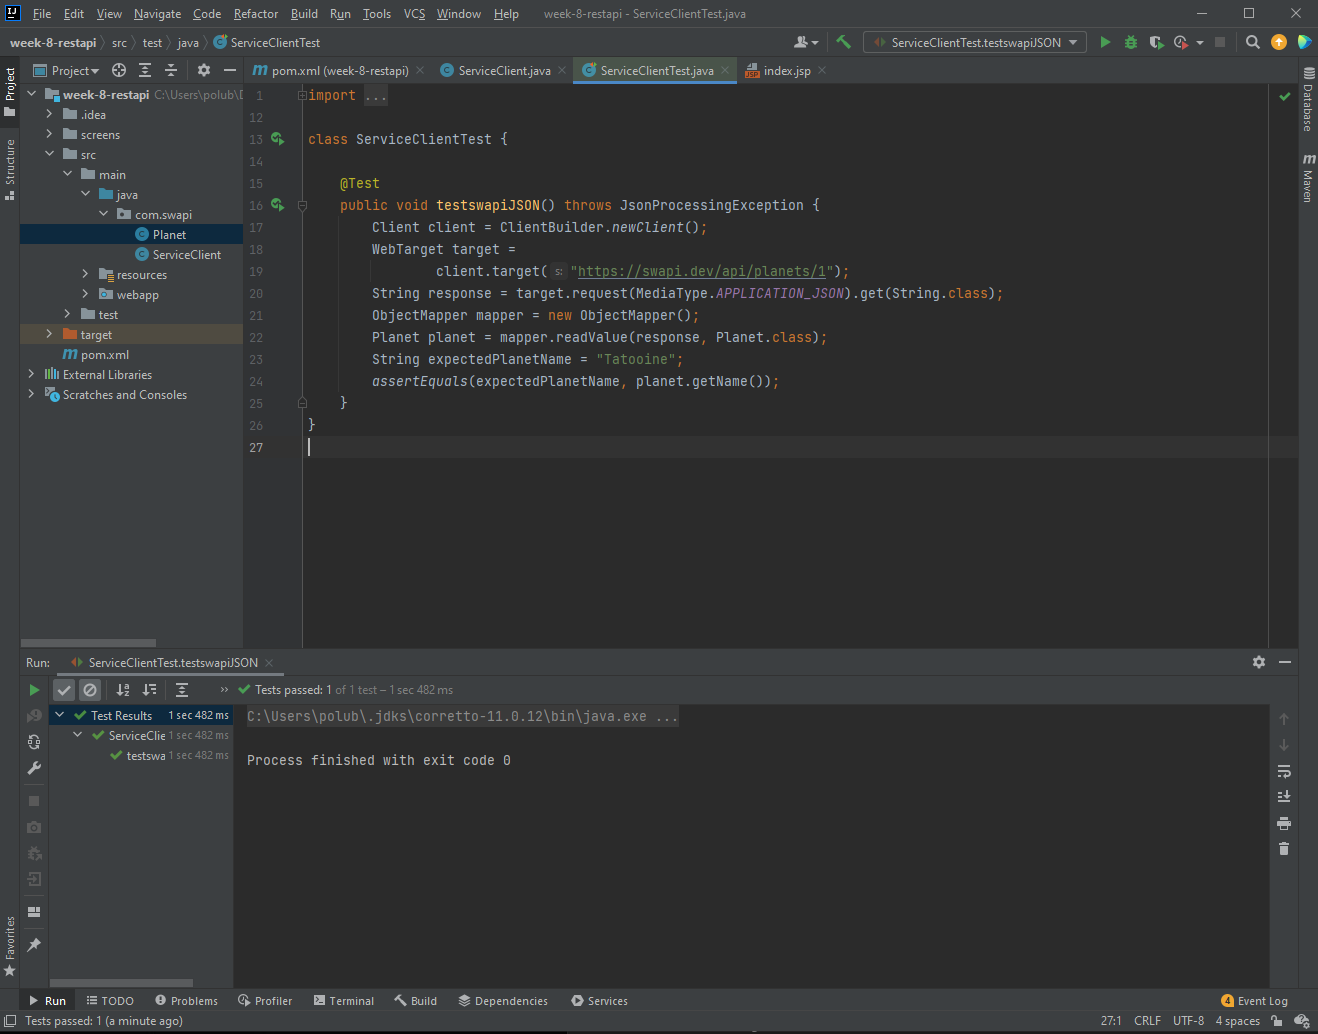 IJ File Edit View Navigate Code Refactor Build Run Tools VCS Window Help week-8-restapi - ServiceClientTest.java
week-8-restapi src test java ServiceClientTest ServiceClientTest.testswapiJSON
Project pom.xml (week-8-restapi) ServiceClient.java ServiceClientTest.java index.jsp
Project
Structure
Favorites
week-8-restapi C:\Users\polub\D
.idea
screens
src
main
java
com.swapi
Planet
ServiceClient
resources
webapp
test
target
pom.xml
External Libraries
Scratches and Consoles
1 import ...
12
13 class ServiceClientTest {
14
15 @Test
16 public void testswapiJSON() throws JsonProcessingException {
17 Client client = ClientBuilder.newClient();
18 WebTarget target =
19 client.target( s: "https://swapi.dev/api/planets/1");
20 String response = target.request(MediaType.APPLICATION_JSON).get(String.class);
21 ObjectMapper mapper = new ObjectMapper();
22 Planet planet = mapper.readValue(response, Planet.class);
23 String expectedPlanetName = "Tatooine";
24 assertEquals(expectedPlanetName, planet.getName());
25 }
26 }
27
Database
Maven
Run: ServiceClientTest.testswapiJSON
Tests passed: 1 of 1 test – 1 sec 482 ms
Test Results 1 sec 482 ms
ServiceClie 1 sec 482 ms
testswa 1 sec 482 ms
C:\Users\polub\.jdks\corretto-11.0.12\bin\java.exe ...
Process finished with exit code 0
Run TODO Problems Profiler Terminal Build Dependencies Services 4 Event Log
Tests passed: 1 (a minute ago) 27:1 CRLF UTF-8 4 spaces